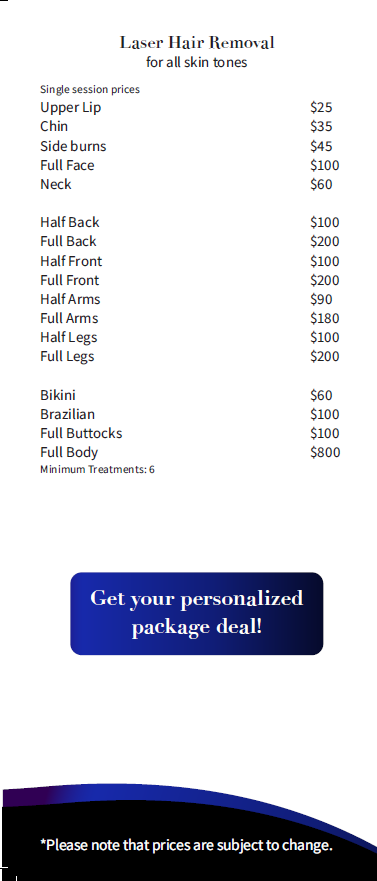 Laser Hair Removal
for all skin tones
Single session prices
Upper Lip $25
Chin $35
Side burns $45
Full Face $100
Neck $60
Half Back $100
Full Back $200
Half Front $100
Full Front $200
Half Arms $90
Full Arms $180
Half Legs $100
Full Legs $200
Bikini $60
Brazilian $100
Full Buttocks $100
Full Body $800
Minimum Treatments: 6
Get your personalized
package deal!
*Please note that prices are subject to change.